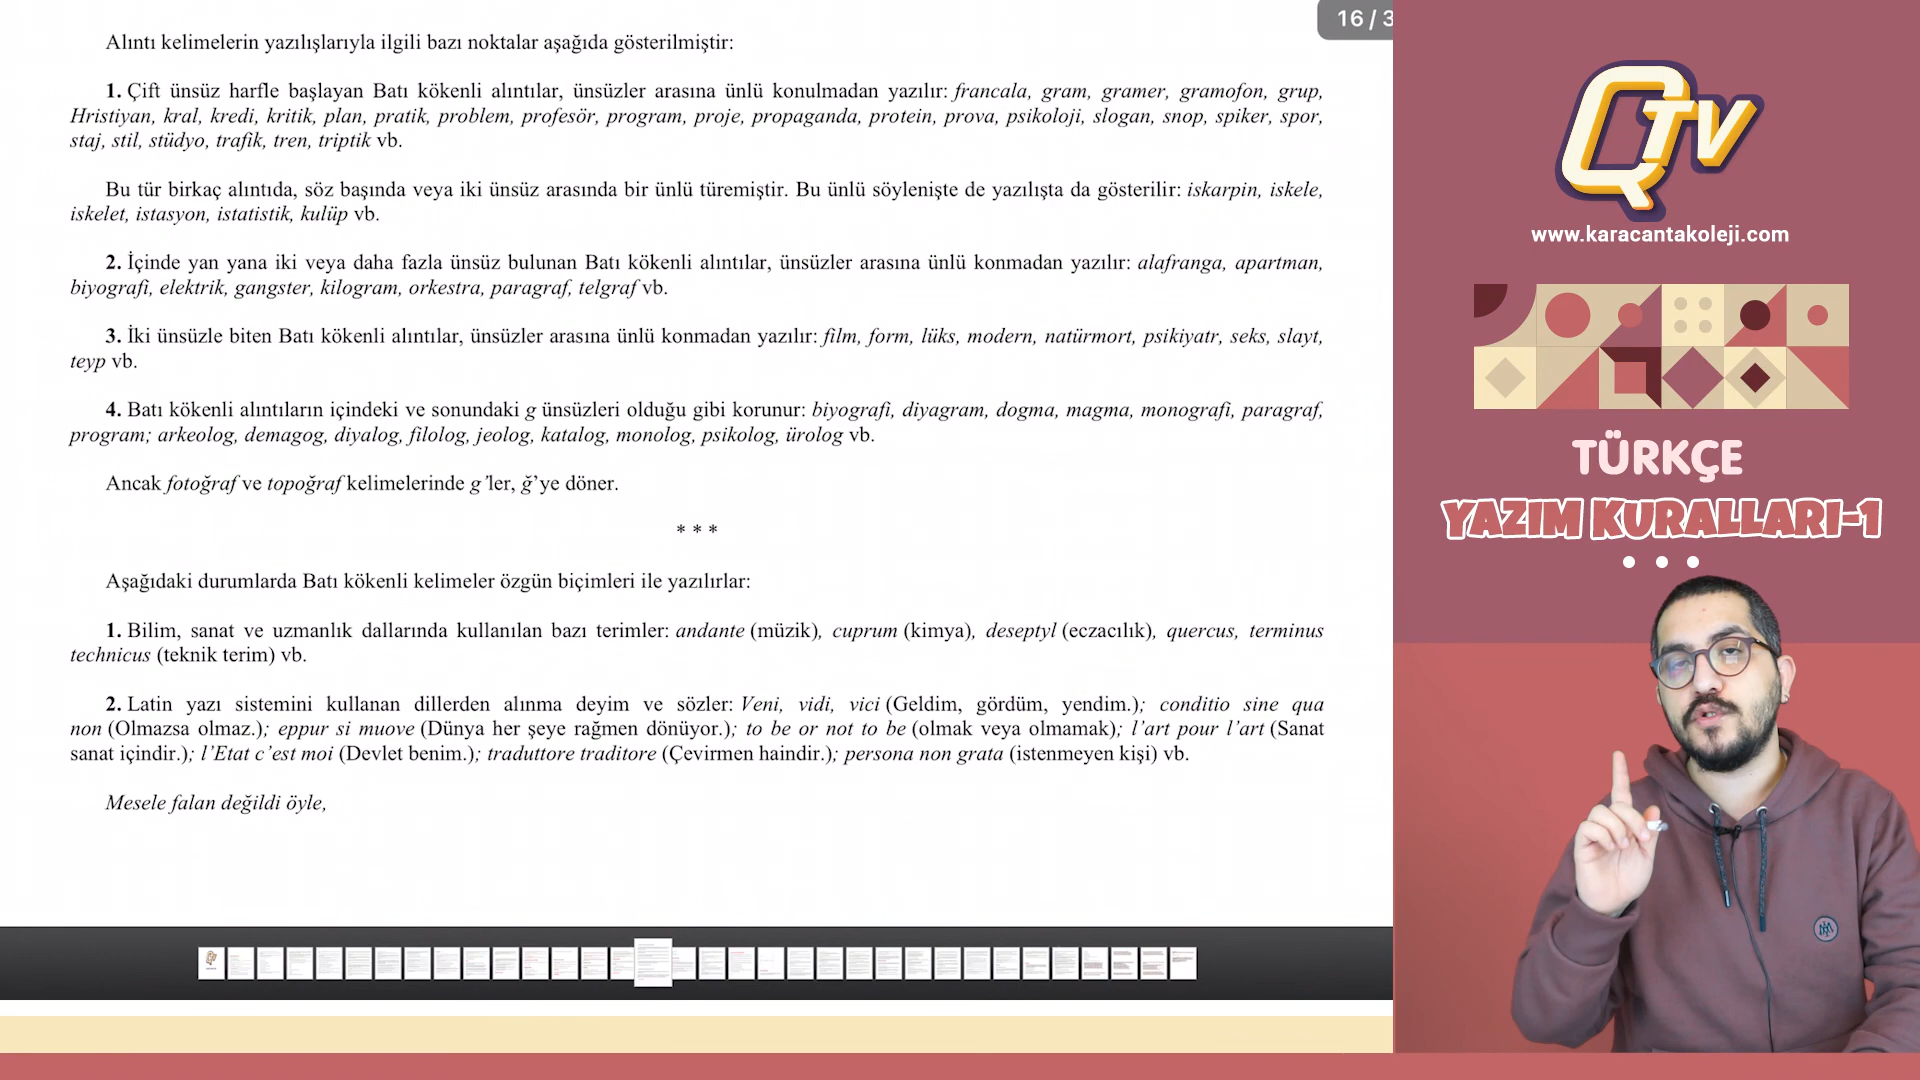 16 / 3
Alıntı kelimelerin yazılışlarıyla ilgili bazı noktalar aşağıda gösterilmiştir:
1. Çift ünsüz harfle başlayan Batı kökenli alıntılar, ünsüzler arasına ünlü konulmadan yazılır: francala, gram, gramer, gramofon, grup,
Hristiyan, kral, kredi, kritik, plan, pratik, problem, profesör, program, proje, propaganda, protein, prova, psikoloji, slogan, snop, spiker, spor,
staj, stil, stüdyo, trafik, tren, triptik vb.
Bu tür birkaç alıntıda, söz başında veya iki ünsüz arasında bir ünlü türemiştir. Bu ünlü söylenişte de yazılışta da gösterilir: iskarpin, iskele,
iskelet, istasyon, istatistik, kulüp vb.
2. İçinde yan yana iki veya daha fazla ünsüz bulunan Batı kökenli alıntılar, ünsüzler arasına ünlü konmadan yazılır: alafranga, apartman,
biyografi, elektrik, gangster, kilogram, orkestra, paragraf, telgraf vb.
3. İki ünsüzle biten Batı kökenli alıntılar, ünsüzler arasına ünlü konmadan yazılır: film, form, lüks, modern, natürmort, psikiyatr, seks, slayt,
teyp vb.
4. Batı kökenli alıntıların içindeki ve sonundaki g ünsüzleri olduğu gibi korunur: biyografi, diyagram, dogma, magma, monografi, paragraf,
program; arkeolog, demagog, diyalog, filolog, jeolog, katalog, monolog, psikolog, ürolog vb.
Ancak fotoğraf ve topoğraf kelimelerinde g'ler, ğ'ye döner.
* * *
Aşağıdaki durumlarda Batı kökenli kelimeler özgün biçimleri ile yazılırlar:
1. Bilim, sanat ve uzmanlık dallarında kullanılan bazı terimler: andante (müzik), cuprum (kimya), deseptyl (eczacılık), quercus, terminus
technicus (teknik terim) vb.
2. Latin yazı sistemini kullanan dillerden alınma deyim ve sözler: Veni, vidi, vici (Geldim, gördüm, yendim.); conditio sine qua
non (Olmazsa olmaz.); eppur si muove (Dünya her şeye rağmen dönüyor.); to be or not to be (olmak veya olmamak); l'art pour l'art (Sanat
sanat içindir.); l'Etat c'est moi (Devlet benim.); traduttore traditore (Çevirmen haindir.); persona non grata (istenmeyen kişi) vb.
Mesele falan değildi öyle,
QTV
www.karacantakoleji.com
TÜRKÇE
YAZIM KURALLARI-1